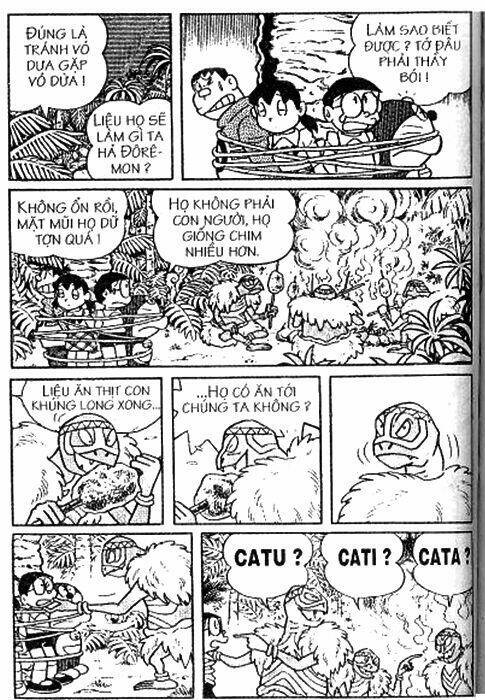 ĐÚNG LÀ
TRÁNH VỎ
DƯA GẶP
VỎ DỪA !
LIỆU HỌ SẼ
LÀM GÌ TA
HẢ ĐÔRÊ-
MON ?
LÀM SAO BIẾT
ĐƯỢC ? TỚ ĐÂU
PHẢI THẦY
BÓI !
KHÔNG ỔN RỒI,
MẶT MŨI HỌ DỮ
TỢN QUÁ !
HỌ KHÔNG PHẢI
CON NGƯỜI, HỌ
GIỐNG CHIM
NHIỀU HƠN.
LIỆU ĂN THỊT CON
KHỦNG LONG XONG...
...HỌ CÓ ĂN TỚI
CHÚNG TA KHÔNG ?
CATU ?
CATI ?
CATA ?